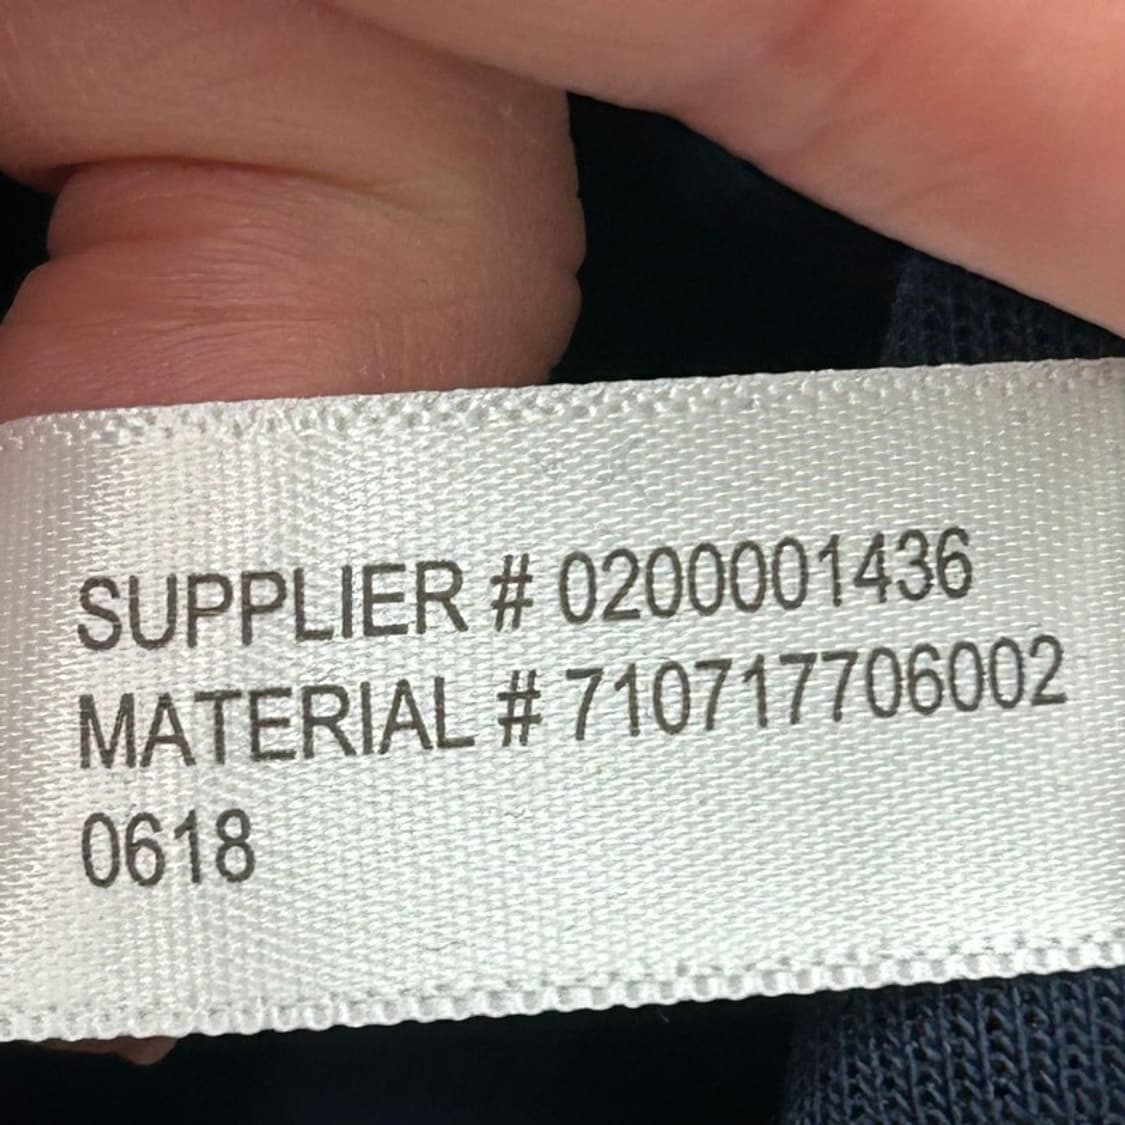 SUPPLIER # 0200001436
MATERIAL # 710717706002
0618